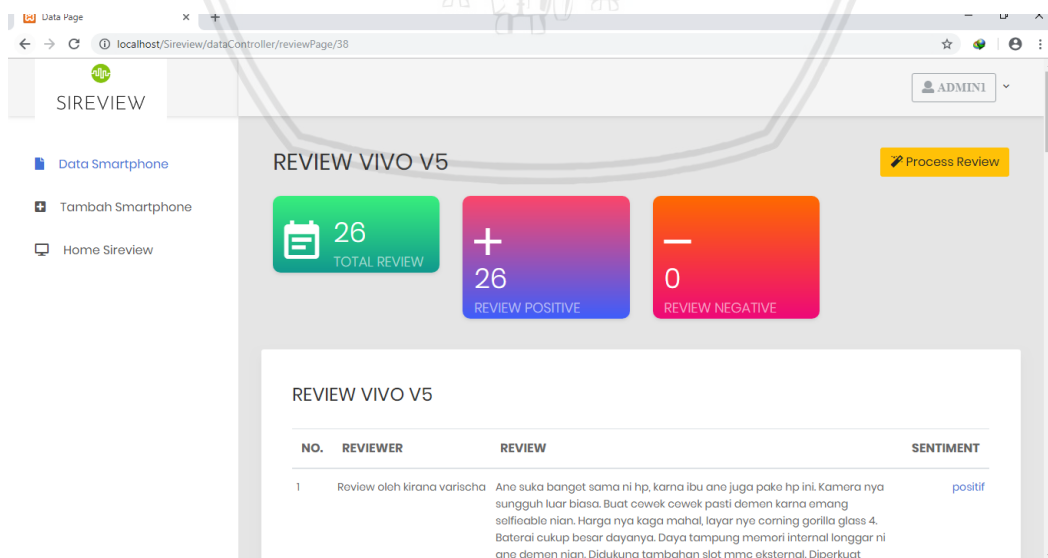 Data Page
localhost/Sireview/dataController/reviewPage/38
SIREVIEW
ADMIN1
Data Smartphone
Tambah Smartphone
Home Sireview
REVIEW VIVO V5
Process Review
26
TOTAL REVIEW
26
REVIEW POSITIVE
0
REVIEW NEGATIVE
REVIEW VIVO V5
NO. REVIEWER REVIEW SENTIMENT
1 Review oleh kirana varischa Ane suka banget sama ni hp, karna ibu ane juga pake hp ini. Kamera nya positif
sungguh luar biasa. Buat cewek cewek pasti demen karna emang
selfieable nian. Harga nya kaga mahal, layar nye corning gorilla glass 4.
Baterai cukup besar dayanya. Daya tampung memori internal longgar ni
ane demen nian. Didukung tambahan slot mmc eksternal. Diperkuat